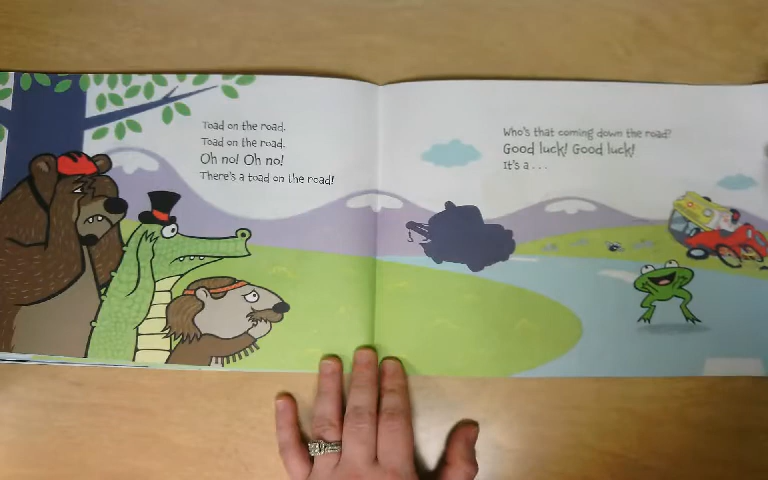 Toad on the road.
Toad on the road.
Oh no! Oh no!
There's a toad on the road!
Who's that coming down the road?
Good luck! Good luck!
It's a . . .